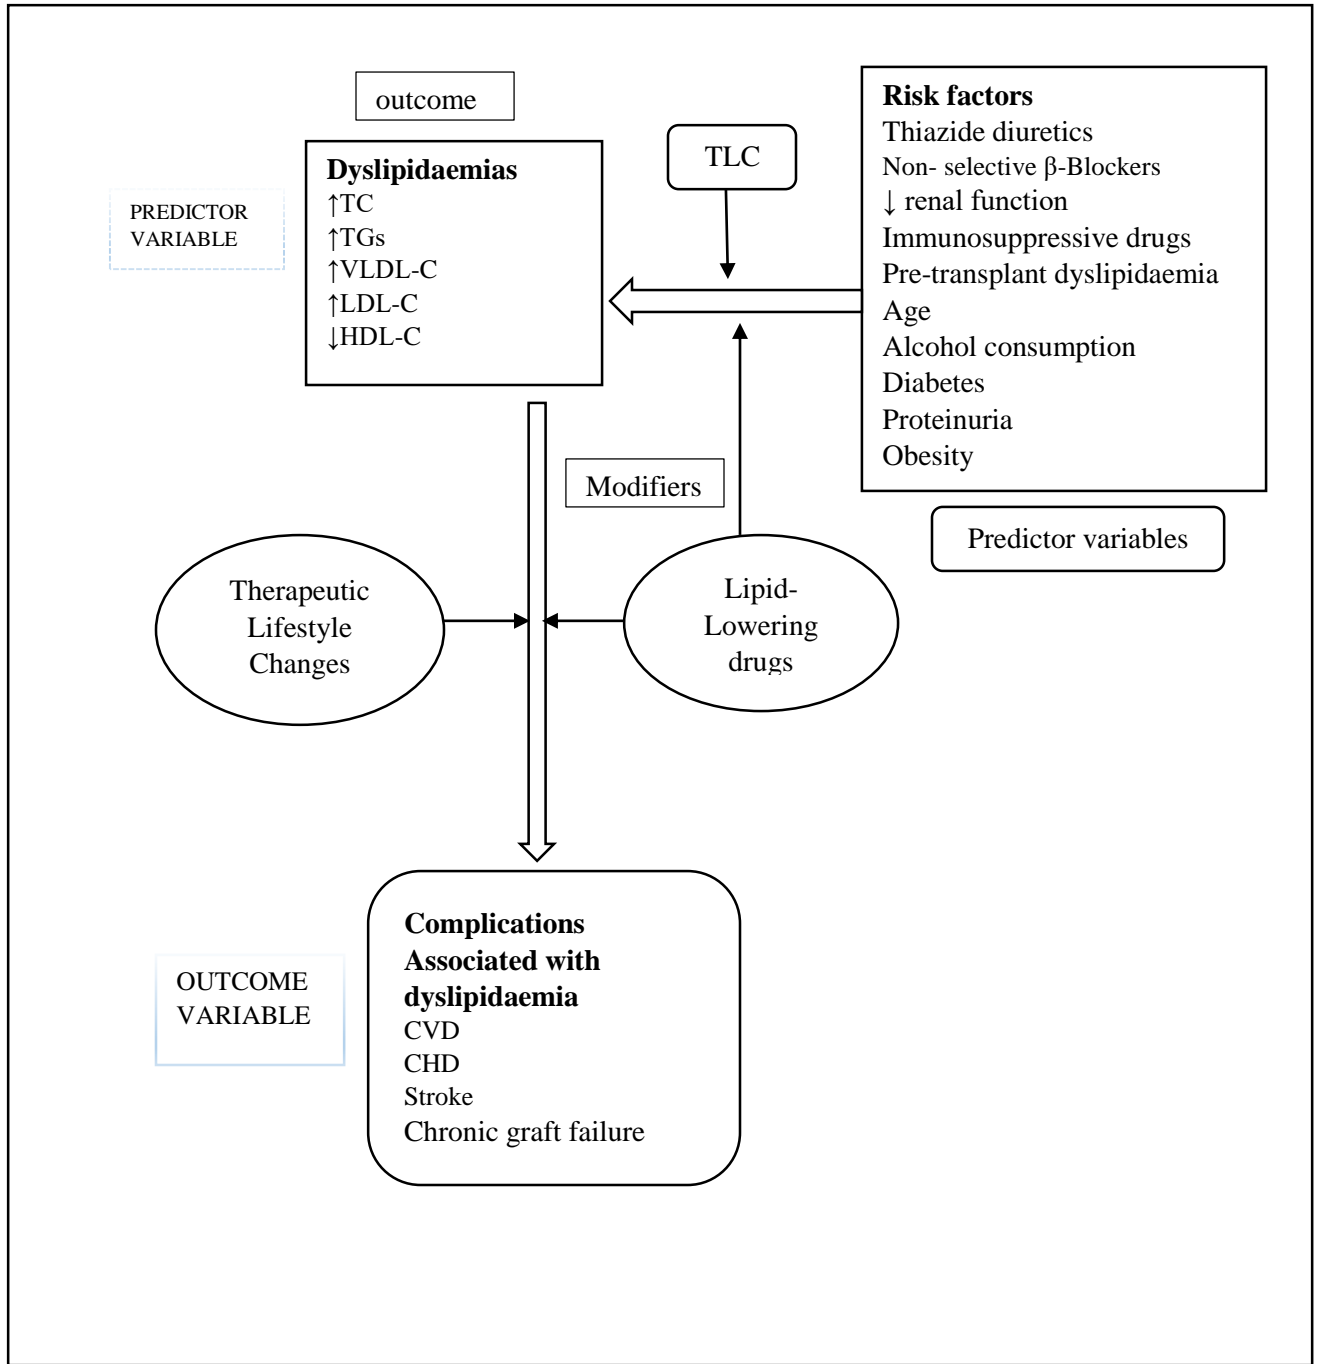 outcome
Dyslipidaemias
↑TC
↑TGs
↑VLDL-C
↑LDL-C
↓HDL-C
PREDICTOR
VARIABLE
TLC
Risk factors
Thiazide diuretics
Non- selective β-Blockers
↓ renal function
Immunosuppressive drugs
Pre-transplant dyslipidaemia
Age
Alcohol consumption
Diabetes
Proteinuria
Obesity
Predictor variables
Modifiers
Therapeutic
Lifestyle
Changes
Lipid-
Lowering
drugs
Complications
Associated with
dyslipidaemia
CVD
CHD
Stroke
Chronic graft failure
OUTCOME
VARIABLE